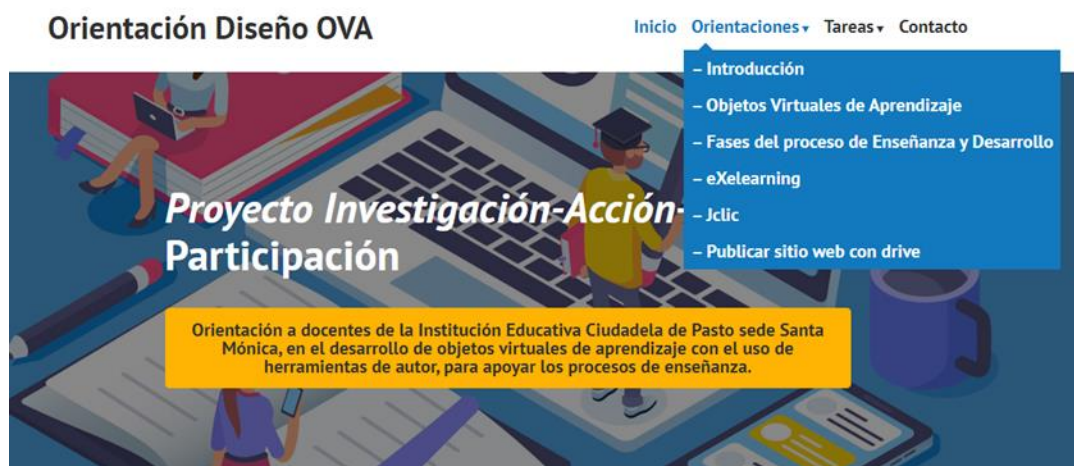 Orientación Diseño OVA
Inicio Orientaciones▾ Tareas▾ Contacto
– Introducción
– Objetos Virtuales de Aprendizaje
– Fases del proceso de Enseñanza y Desarrollo
– eXelearning
– Jclic
– Publicar sitio web con drive
Proyecto Investigación-Acción-
Participación
Orientación a docentes de la Institución Educativa Ciudadela de Pasto sede Santa
Mónica, en el desarrollo de objetos virtuales de aprendizaje con el uso de
herramientas de autor, para apoyar los procesos de enseñanza.